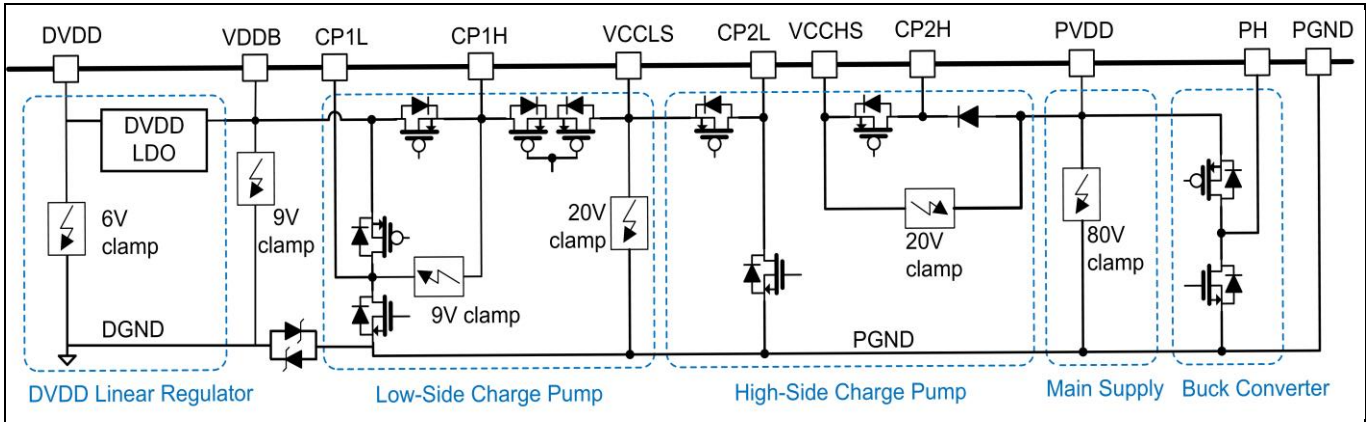 DVDD
VDDB
CP1L
CP1H
VCCLS
CP2L
VCCHS
CP2H
PVDD
PH
PGND
DVDD
LDO
6V
clamp
9V
clamp
20V
clamp
9V clamp
20V
clamp
80V
clamp
DGND
PGND
DVDD Linear Regulator
Low-Side Charge Pump
High-Side Charge Pump
Main Supply
Buck Converter